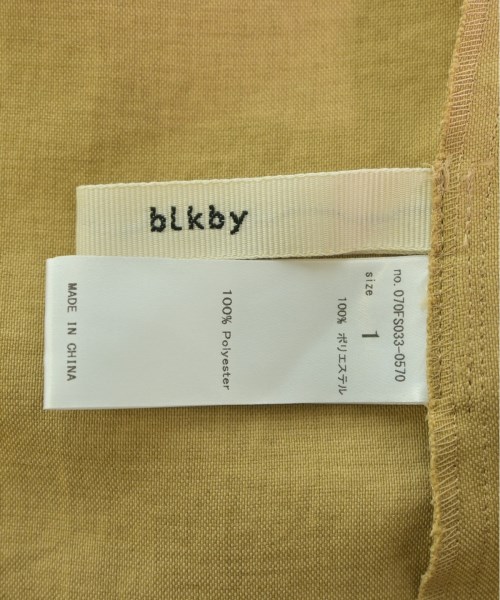 blkby
no. 070FS033-0570
size 1
100% ポリエステル
100% Polyester
MADE IN CHINA